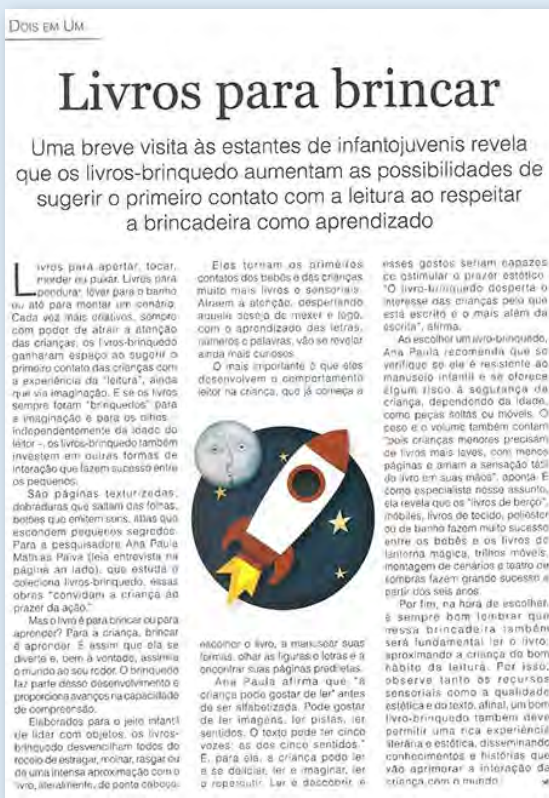 DOIS EM UM
Livros para brincar
Uma breve visita às estantes de infantojuvenis revela
que os livros-brinquedo aumentam as possibilidades de
sugerir o primeiro contato com a leitura ao respeitar
a brincadeira como aprendizado
Livros para apertar, tocar,
morder ou puxar. Livros para
pendurar, levar para o banho
ou até para montar um cenário.
Cada vez mais criativos, sempre
com poder de atrair a atenção
das crianças, os livros-brinquedo
ganharam espaço ao sugerir o
primeiro contato das crianças com
a experiência da "leitura", ainda
que via imaginação. E se os livros
sempre foram "brinquedos" para
a imaginação e para os olhos
independentemente da idade do
leitor –, os livros-brinquedo também
investem em outras formas de
interação que fazem sucesso entre
os pequenos.
São páginas texturizadas,
dobraduras que saltam das folhas,
botões que emitem sons, abas que
escondem pequenos segredos.
Para a pesquisadora Ana Paula
Mathias Paiva (leia entrevista na
página ao lado), que estuda e
coleciona livros-brinquedo, essas
obras "convidam a criança ao
prazer da ação."
Mas o livro é para brincar ou para
aprender? Para a criança, brincar
é aprender. É assim que ela se
diverte e, bem à vontade, assimila
o mundo ao seu redor. O brinquedo
faz parte desse desenvolvimento e
proporciona avanços na capacidade
de compreensão.
Elaborados para o jeito infantil
de lidar com objetos, os livros-
brinquedo desvencilham todos do
receio de estragar, molhar, rasgar ou
da uma intensa aproximação com o
livro, literalmente, de ponta cabeça.
Eles tornam os primeiros
contatos dos bebês e das crianças
muito mais livres e sensoriais.
Atraem a atenção, despertando
aquele desejo de mexer e logo,
com o aprendizado das letras,
números e palavras, vão se revelar
ainda mais curiosos.
O mais importante é que eles
desenvolvem o comportamento
leitor na criança, que já começa a
escolher o livro, a manusear suas
formas, olhar as figuras e letras e a
encontrar suas páginas prediletas.
Ana Paula afirma que "a
criança pode gostar de ler" antes
de ser alfabetizada. Pode gostar
de ler imagens, ler pistas, ler
sentidos. O texto pode ter cinco
vozes: as dos cinco sentidos."
E, para ela, a criança pode ler
e se deliciar, ler e imaginar, ler
e repercutir. Ler e descobrir e
esses gostos seriam capazes
de estimular o prazer estético.
"O livro-brinquedo desperta o
interesse das crianças pelo que
está escrito e o mais além da
escrita", afirma.
Ao escolher um livro-brinquedo,
Ana Paula recomenda que se
verifique se ele é resistente ao
manuseio infantil e se oferece
algum risco à segurança da
criança, dependendo da idade,
como peças soltas ou móveis. O
peso e o volume também contam
"pois crianças menores precisam
de livros mais leves, com menos
páginas e amam a sensação tátil
do livro em suas mãos", aponta. E
como especialista nesse assunto,
ela revela que os "livros de berço",
móbiles, livros de tecido, poliéster
ou de banho fazem muito sucesso
entre os bebês e os livros de
lanterna mágica, trilhos móveis,
montagem de cenários e teatro de
sombras fazem grande sucesso a
partir dos seis anos.
Por fim, na hora de escolher,
é sempre bom lembrar que
nessa brincadeira também
será fundamental ler o livro,
aproximando a criança do bom
hábito da leitura. Por isso,
observe tanto os recursos
sensoriais como a qualidade
estética e do texto, afinal, um bom
livro-brinquedo também deve
permitir uma rica experiência
literária e estética, disseminando
conhecimentos e histórias que
vão aprimorar a interação da
criança com o mundo.